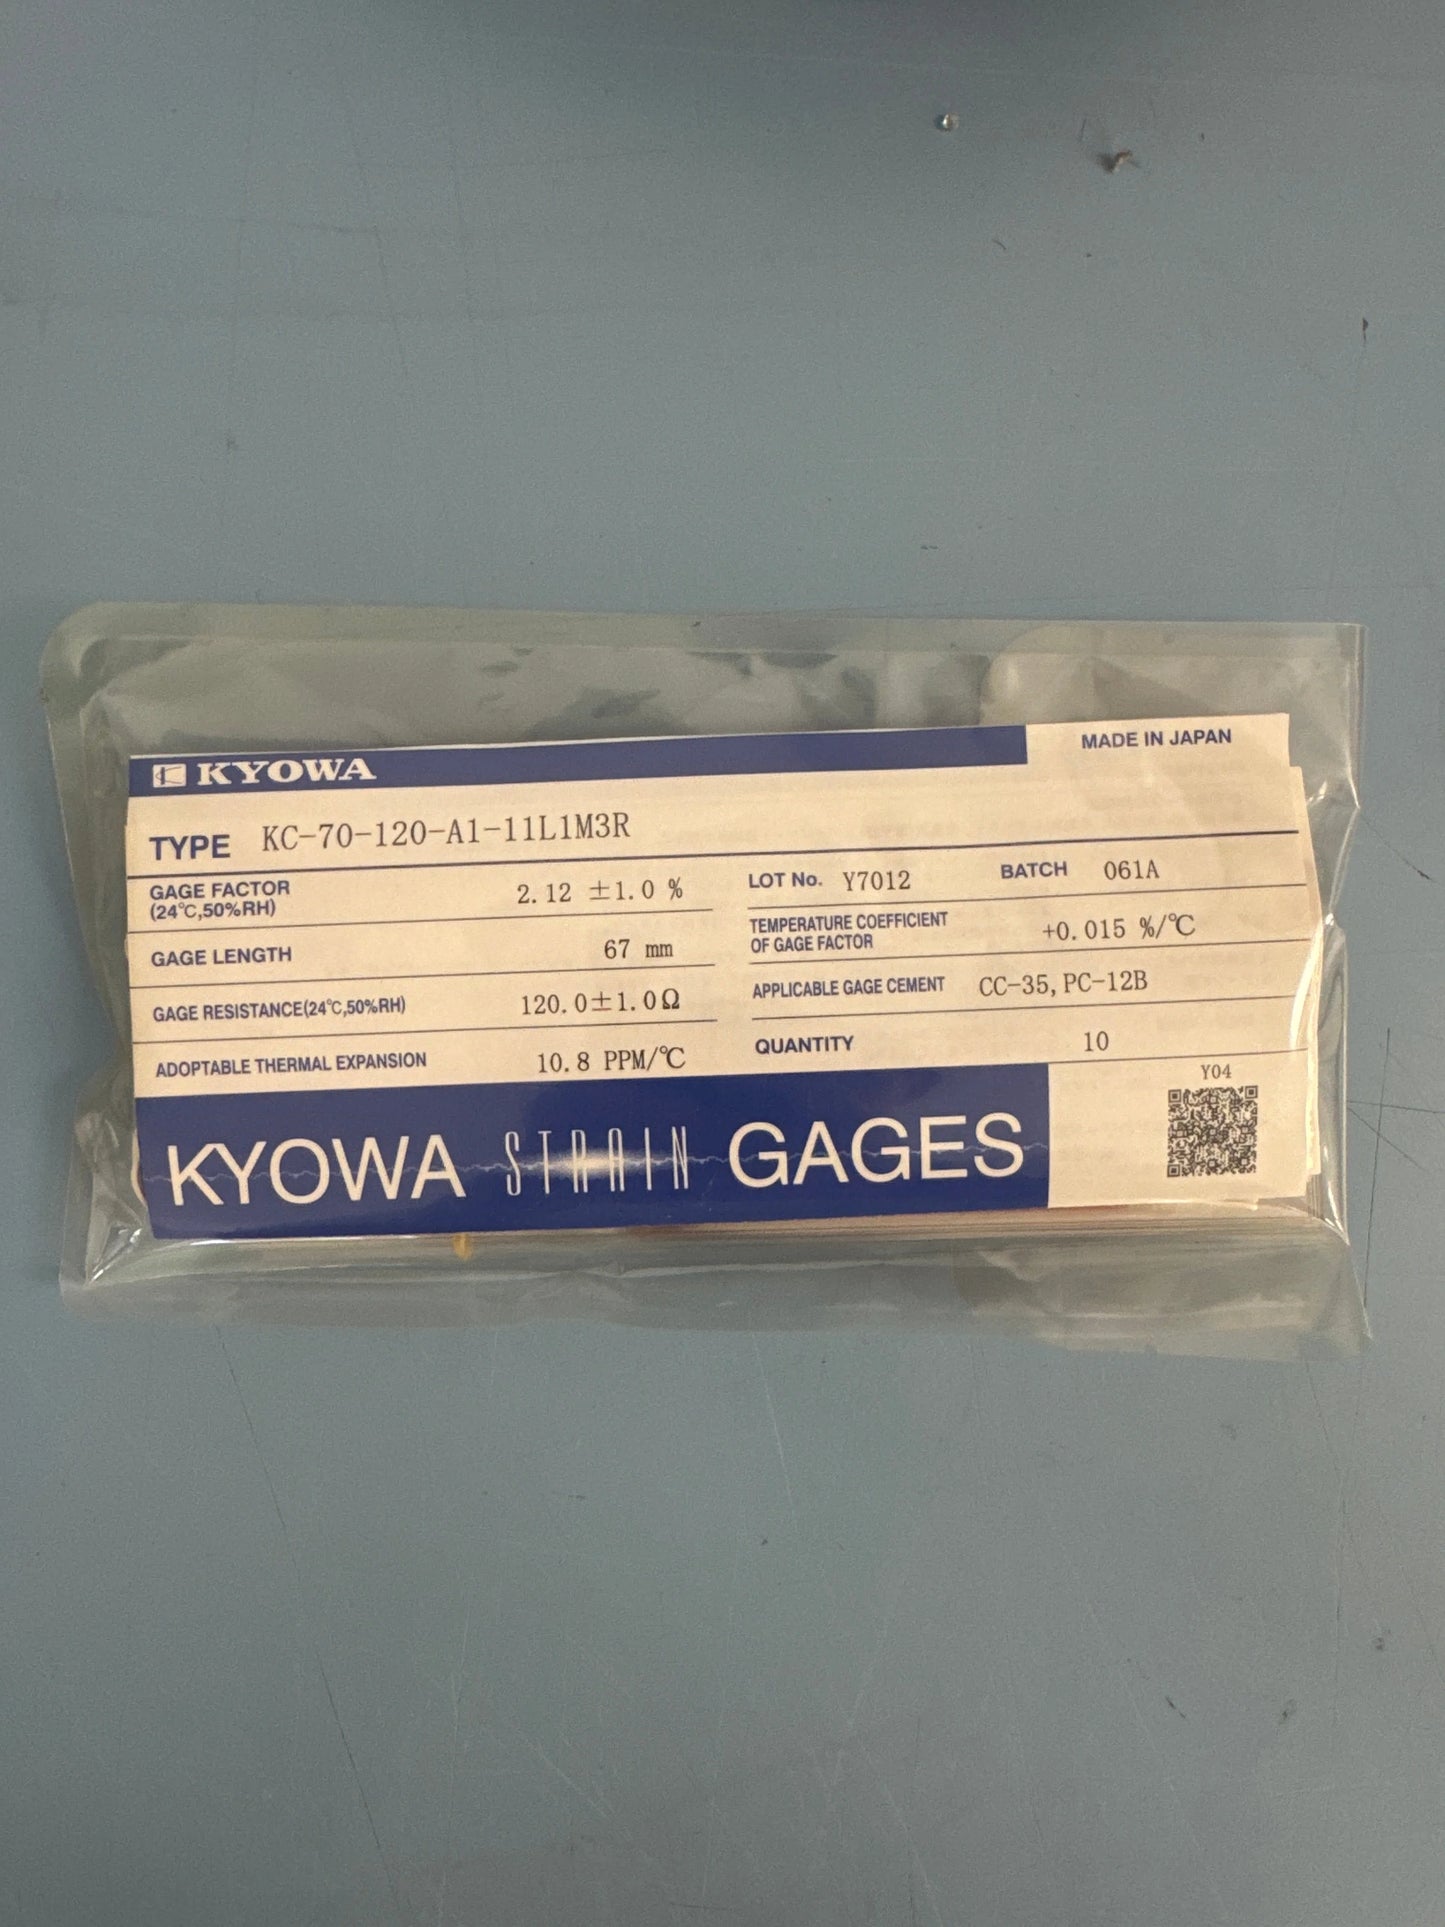 KYOWA
MADE IN JAPAN
TYPE KC-70-120-A1-11L1M3R
GAGE FACTOR
(24℃,50%RH) 2.12 ±1.0 %
GAGE LENGTH 67 mm
GAGE RESISTANCE(24℃,50%RH) 120.0±1.0Ω
ADOPTABLE THERMAL EXPANSION 10.8 PPM/℃
LOT No. Y7012 BATCH 061A
TEMPERATURE COEFFICIENT
OF GAGE FACTOR +0.015 %/℃
APPLICABLE GAGE CEMENT CC-35,PC-12B
QUANTITY 10
Y04
KYOWA STRAIN GAGES